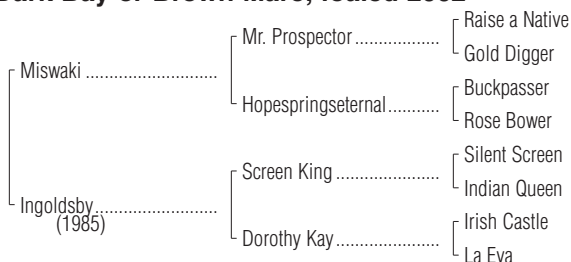 Dark Bay or Brown Mare; foaled 2002
Raise a Native
Mr. Prospector ..................
Gold Digger
Miswaki ............................
Buckpasser
Hopespringseternal...........
Rose Bower
Silent Screen
Screen King ......................
Indian Queen
Ingoldsby..........................
(1985)
Irish Castle
Dorothy Kay......................
La Eva